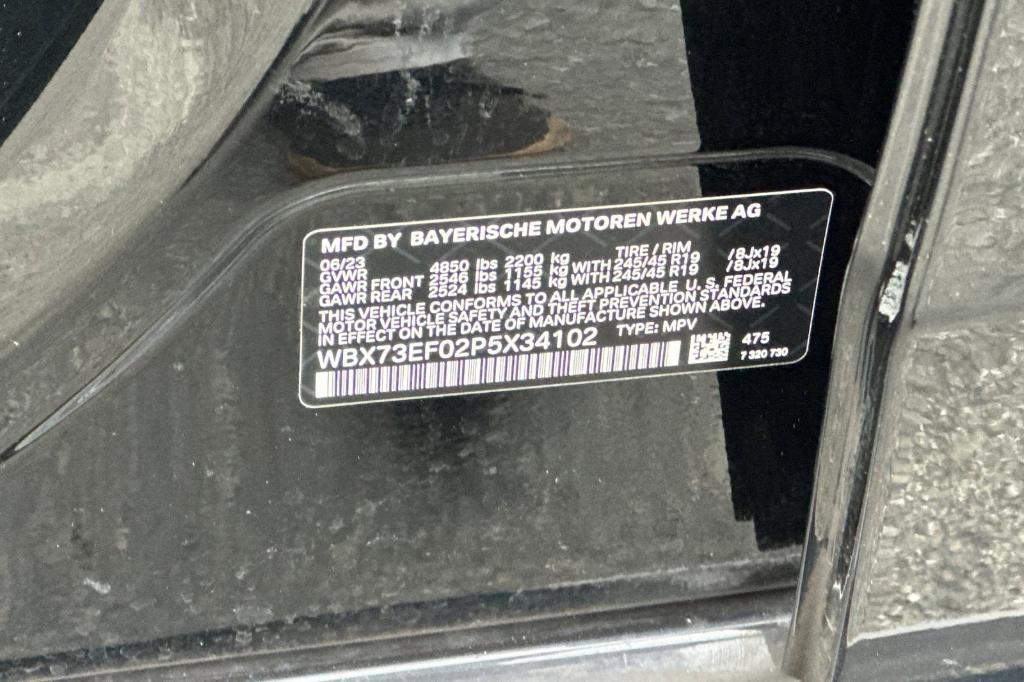 MFD BY BAYERISCHE MOTOREN WERKE AG
06/23 TIRE / RIM
GVWR 4850 lbs 2200 kg
GAWR FRONT 2546 lbs 1155 kg WITH 245/45 R19 /8Jx19
GAWR REAR 2524 lbs 1145 kg WITH 245/45 R19 /8Jx19
THIS VEHICLE CONFORMS TO ALL APPLICABLE U. S. FEDERAL
MOTOR VEHICLE SAFETY AND THEFT PREVENTION STANDARDS
IN EFFECT ON THE DATE OF MANUFACTURE SHOWN ABOVE.
WBX73EF02P5X34102 TYPE: MPV
475
7 320 730